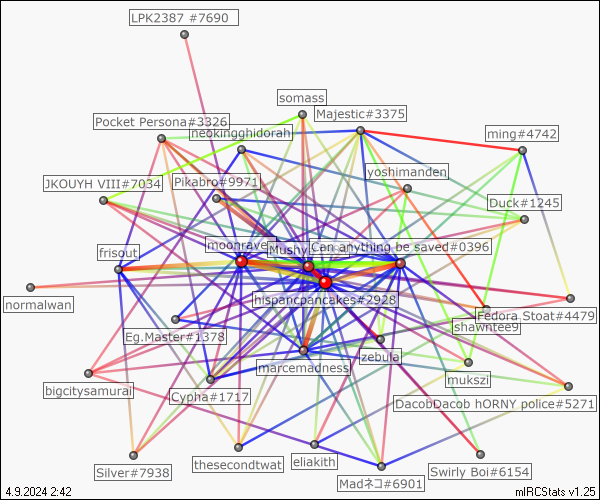 LPK2387 #7690
somass
Pocket Persona#3326
Majestic#3375
neokingghidorah
ming#4742
yoshimanden
JKOUYH VIII#7034
Pikabro#9971
Duck#1245
frisout
moonrave
Mushy
Can anything be saved#0396
normalwan
hispancpancakes#2928
Fedora Stoat#4479
shawntee9
Eg.Master#1378
zebula
marcemadness
mukszi
bigcitysamurai
Cypha#1717
DacobDacob hORNY police#5271
Silver#7938
thesecondtwat
eliakith
Madネコ#6901
Swirly Boi#6154
4.9.2024 2:42
mIRCStats v1.25